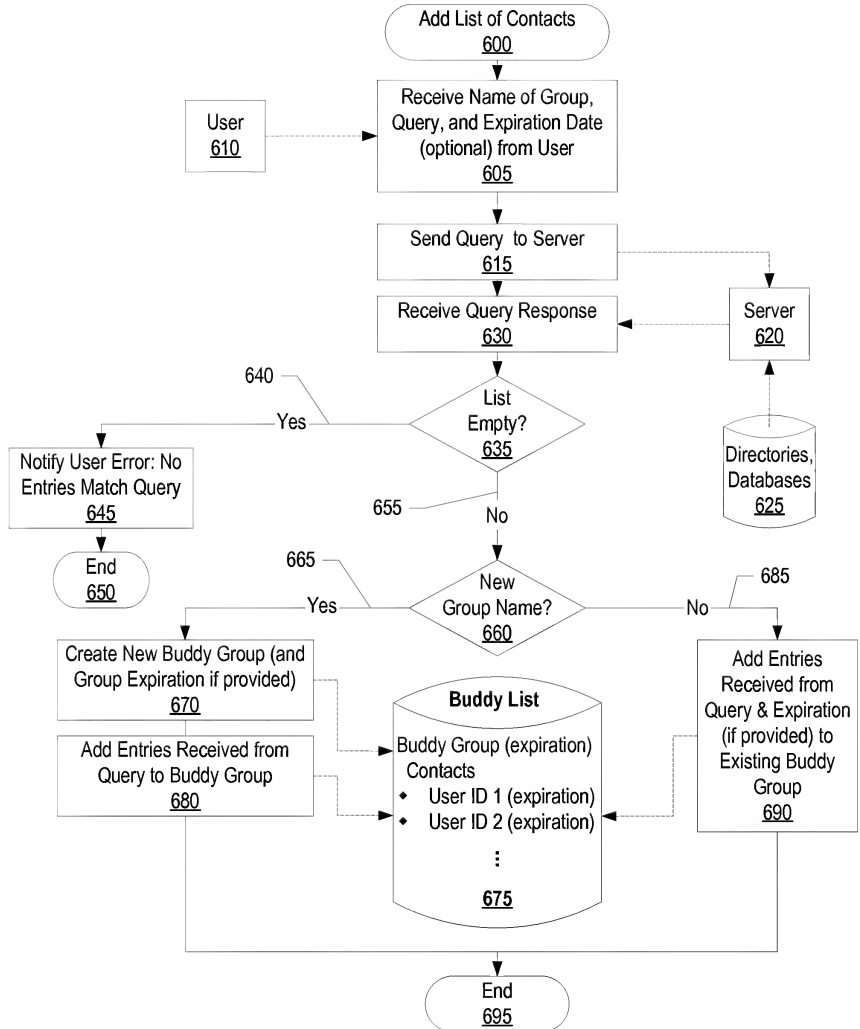 Add List of Contacts
600
Receive Name of Group,
Query, and Expiration Date
(optional) from User
605
User
610
Send Query to Server
615
Receive Query Response
630
Server
620
Directories,
Databases
625
640
List
Empty?
635
Yes
Notify User Error: No
Entries Match Query
645
End
650
655
No
665
New
Group Name?
660
Yes
No
685
Create New Buddy Group (and
Group Expiration if provided)
670
Add Entries Received from
Query to Buddy Group
680
Buddy List
Buddy Group (expiration)
Contacts
◆ User ID 1 (expiration)
◆ User ID 2 (expiration)
⋮
675
Add Entries
Received from
Query & Expiration
(if provided) to
Existing Buddy
Group
690
End
695